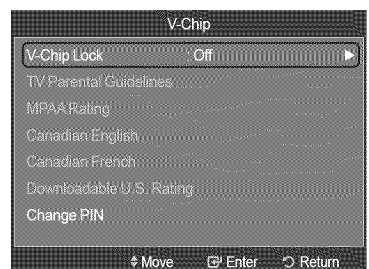 V-Chip
V-Chip Lock : Off
TV Parental Guidelines
MPAA Rating
Canadian English
Canadian French
Downloadable U.S. Rating
Change PIN
Move Enter Return